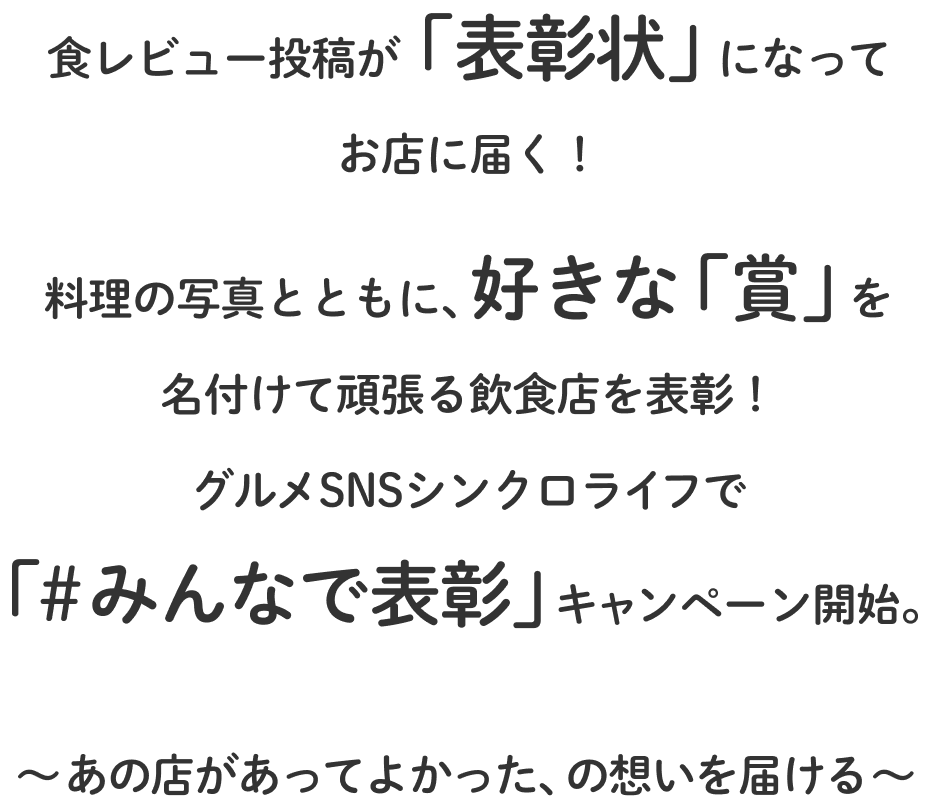 食レビュー投稿が「表彰状」になって
お店に届く！
料理の写真とともに、好きな「賞」を
名付けて頑張る飲食店を表彰！
グルメSNSシンクロライフで
「#みんなで表彰」キャンペーン開始。
～あの店があってよかった、の想いを届ける～